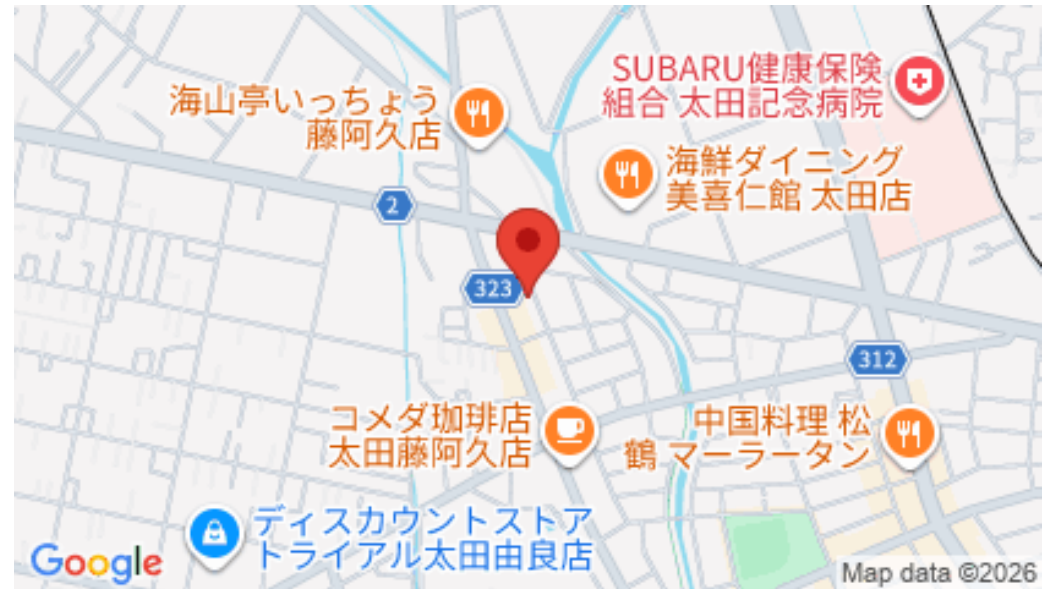 SUBARU健康保険
組合 太田記念病院
海山亭いっちょう
藤阿久店
海鮮ダイニング
美喜仁館 太田店
2
323
312
コメダ珈琲店
太田藤阿久店
中国料理 松
鶴 マーラータン
ディスカウントストア
トライアル太田由良店
Google
Map data ©2026